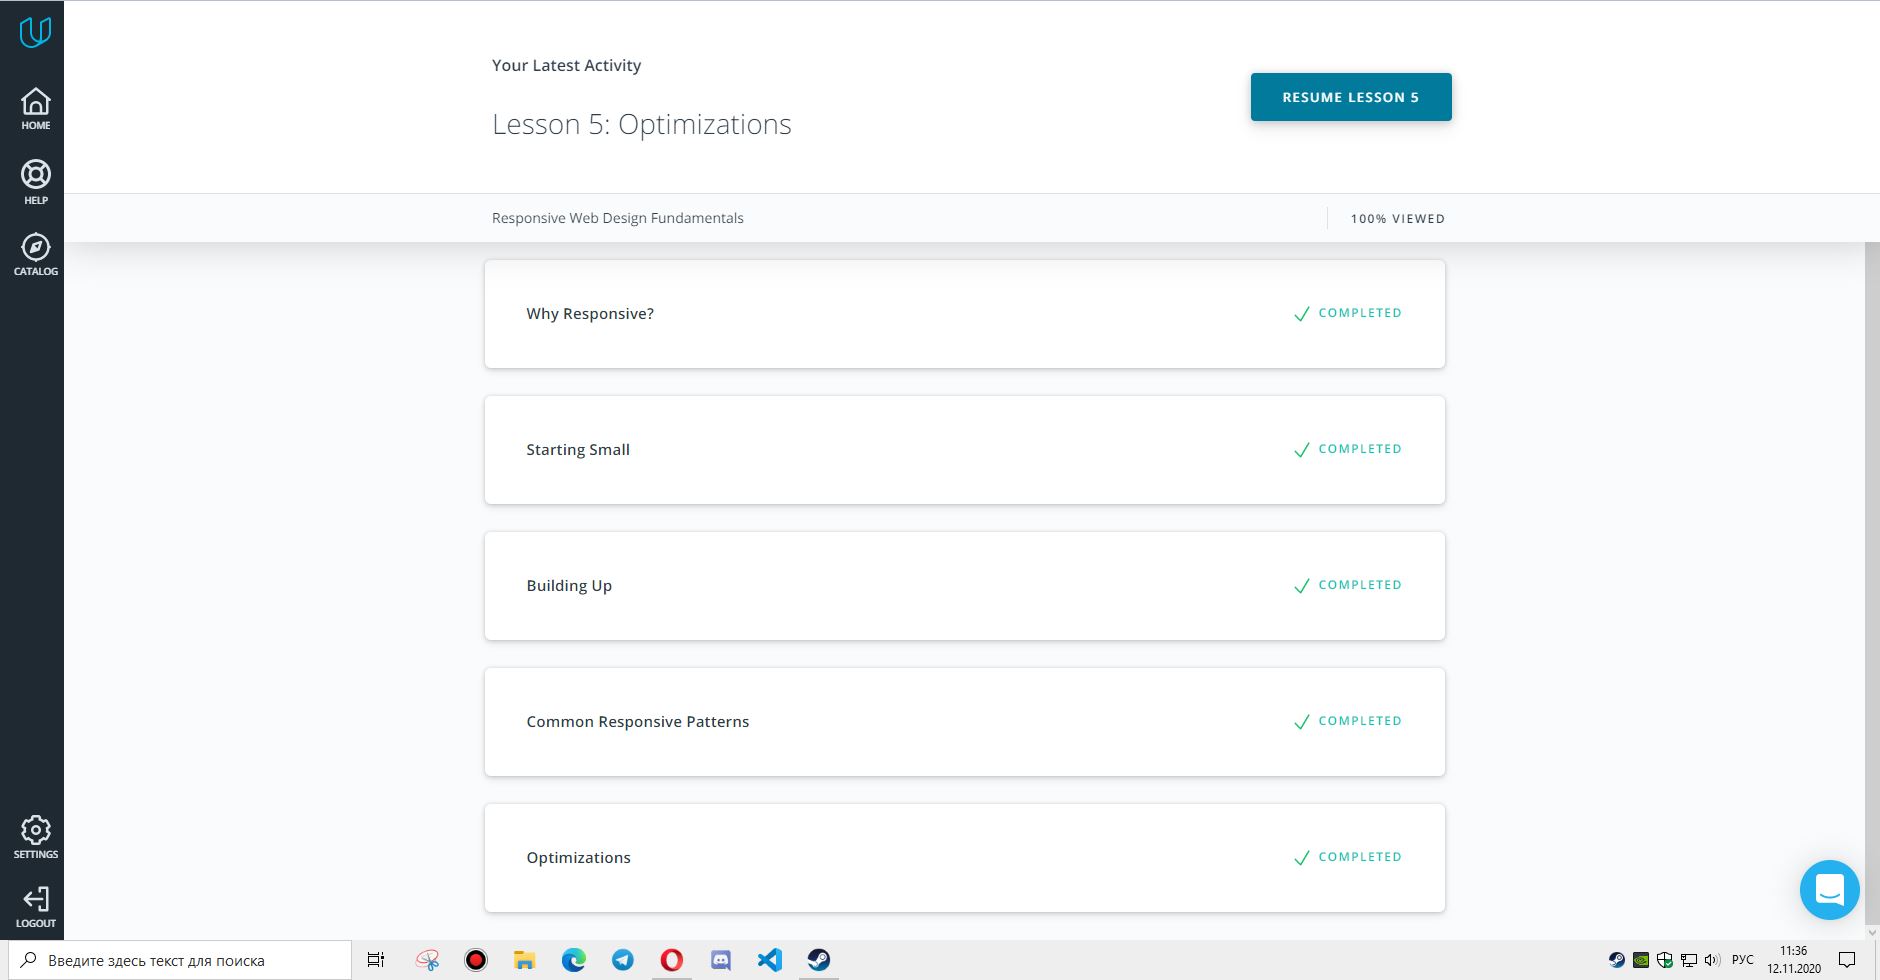 Your Latest Activity
RESUME LESSON 5
Lesson 5: Optimizations
Responsive Web Design Fundamentals
100% VIEWED
HOME
HELP
CATALOG
Why Responsive?
COMPLETED
Starting Small
COMPLETED
Building Up
COMPLETED
Common Responsive Patterns
COMPLETED
Optimizations
COMPLETED
SETTINGS
LOGOUT
Введите здесь текст для поиска
РУС
11:36
12.11.2020